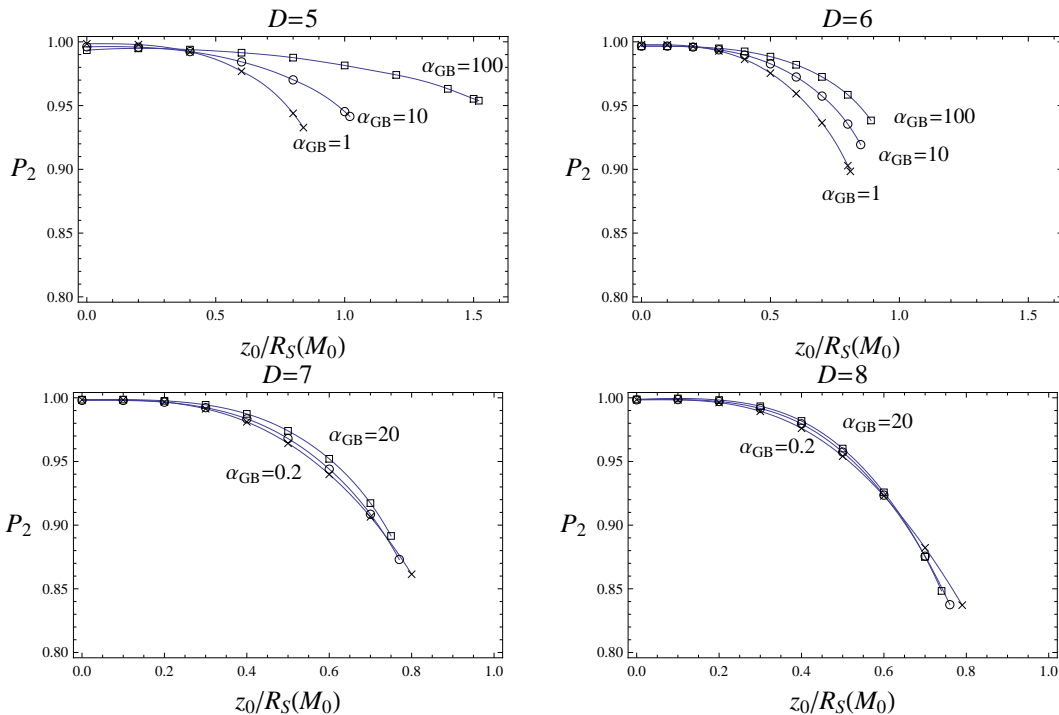 D=5
1.00
0.95
0.90
0.85
0.80
P₂
α_GB=100
α_GB=10
α_GB=1
0.0 0.5 1.0 1.5
z₀/R_S(M₀)
D=6
1.00
0.95
0.90
0.85
0.80
P₂
α_GB=100
α_GB=10
α_GB=1
0.0 0.5 1.0 1.5
z₀/R_S(M₀)
D=7
1.00
0.95
0.90
0.85
0.80
P₂
α_GB=20
α_GB=0.2
0.0 0.2 0.4 0.6 0.8 1.0
z₀/R_S(M₀)
D=8
1.00
0.95
0.90
0.85
0.80
P₂
α_GB=20
α_GB=0.2
0.0 0.2 0.4 0.6 0.8 1.0
z₀/R_S(M₀)